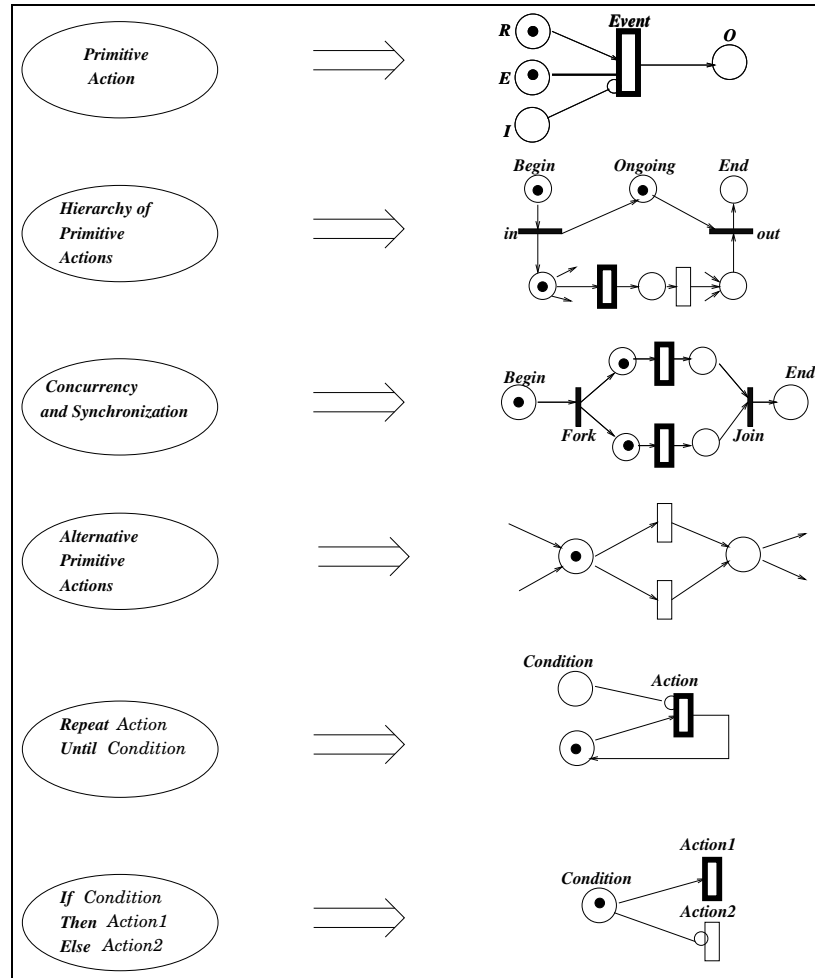 Primitive
Action
R
E
I
Event
O
Hierarchy of
Primitive
Actions
Begin
Ongoing
End
in
out
Concurrency
and Synchronization
Begin
Fork
Join
End
Alternative
Primitive
Actions
Repeat Action
Until Condition
Condition
Action
If Condition
Then Action1
Else Action2
Condition
Action1
Action2